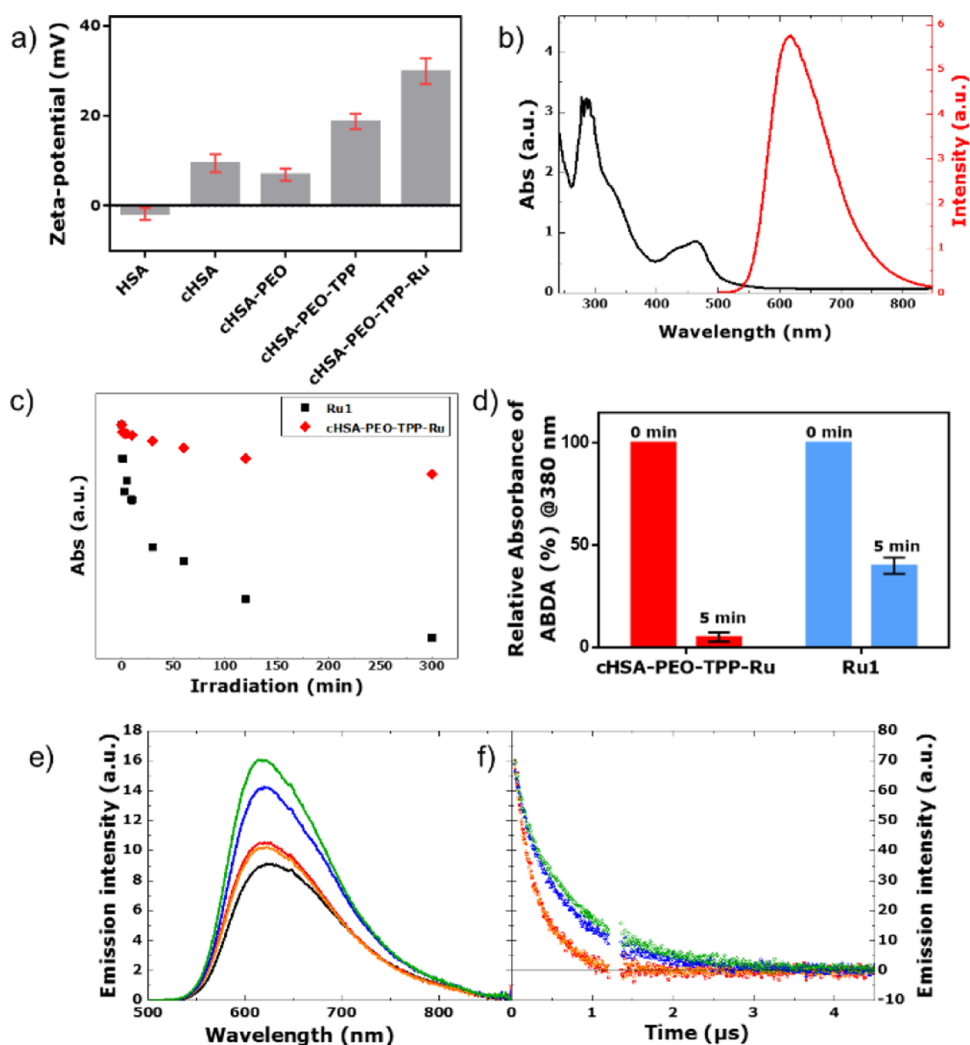 a)
Zeta-potential (mV)
40
20
0
HSA
cHSA
cHSA-PEO
cHSA-PEO-TPP
cHSA-PEO-TPP-Ru
b)
Abs (a.u.)
4
3
2
1
0
300 400 500 600 700 800
Wavelength (nm)
6
5
4
3
2
1
0
Intensity (a.u.)
c)
Abs (a.u.)
Ru1
cHSA-PEO-TPP-Ru
0 50 100 150 200 250 300
Irradiation (min)
d)
Relative Absorbance of
ABDA (%) @380 nm
100
50
0
0 min
5 min
0 min
5 min
cHSA-PEO-TPP-Ru Ru1
e)
Emission intensity (a.u.)
18
16
14
12
10
8
6
4
2
0
500 600 700 800
Wavelength (nm)
f)
80
70
60
50
40
30
20
10
0
-10
Emission intensity (a.u.)
0 1 2 3 4
Time (µs)